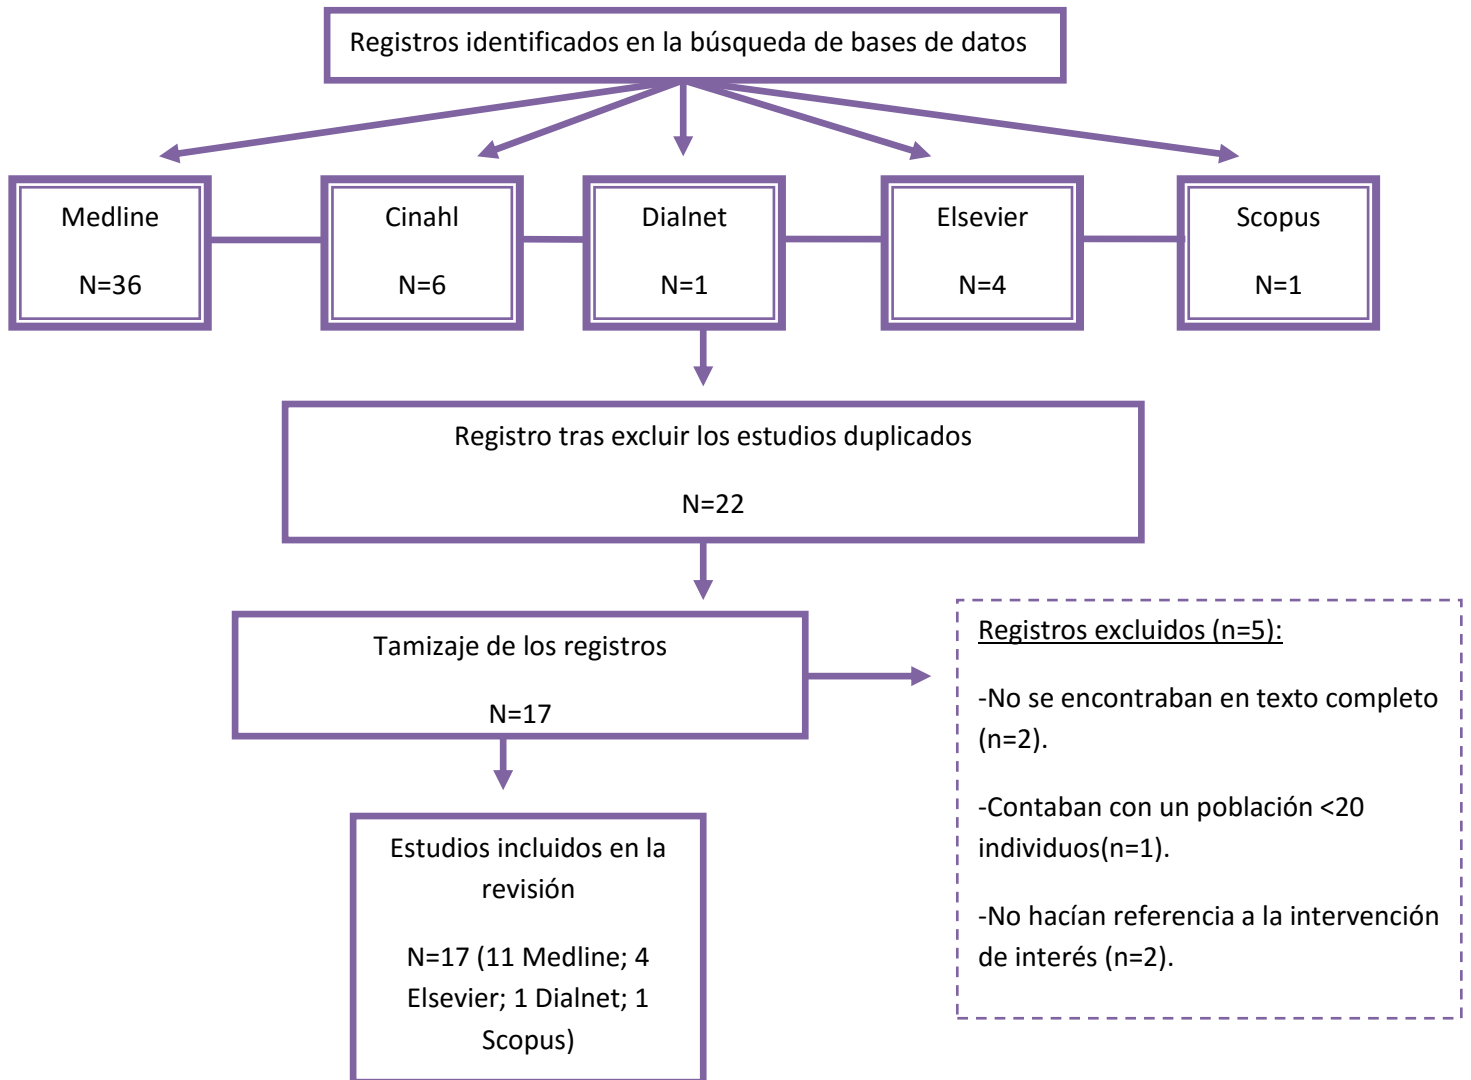 Registros identificados en la búsqueda de bases de datos
Medline
N=36
Cinahl
N=6
Dialnet
N=1
Elsevier
N=4
Scopus
N=1
Registro tras excluir los estudios duplicados
N=22
Tamizaje de los registros
N=17
Registros excluidos (n=5):
-No se encontraban en texto completo
(n=2).
-Contaban con un población <20
individuos(n=1).
-No hacían referencia a la intervención
de interés (n=2).
Estudios incluidos en la
revisión
N=17 (11 Medline; 4
Elsevier; 1 Dialnet; 1
Scopus)